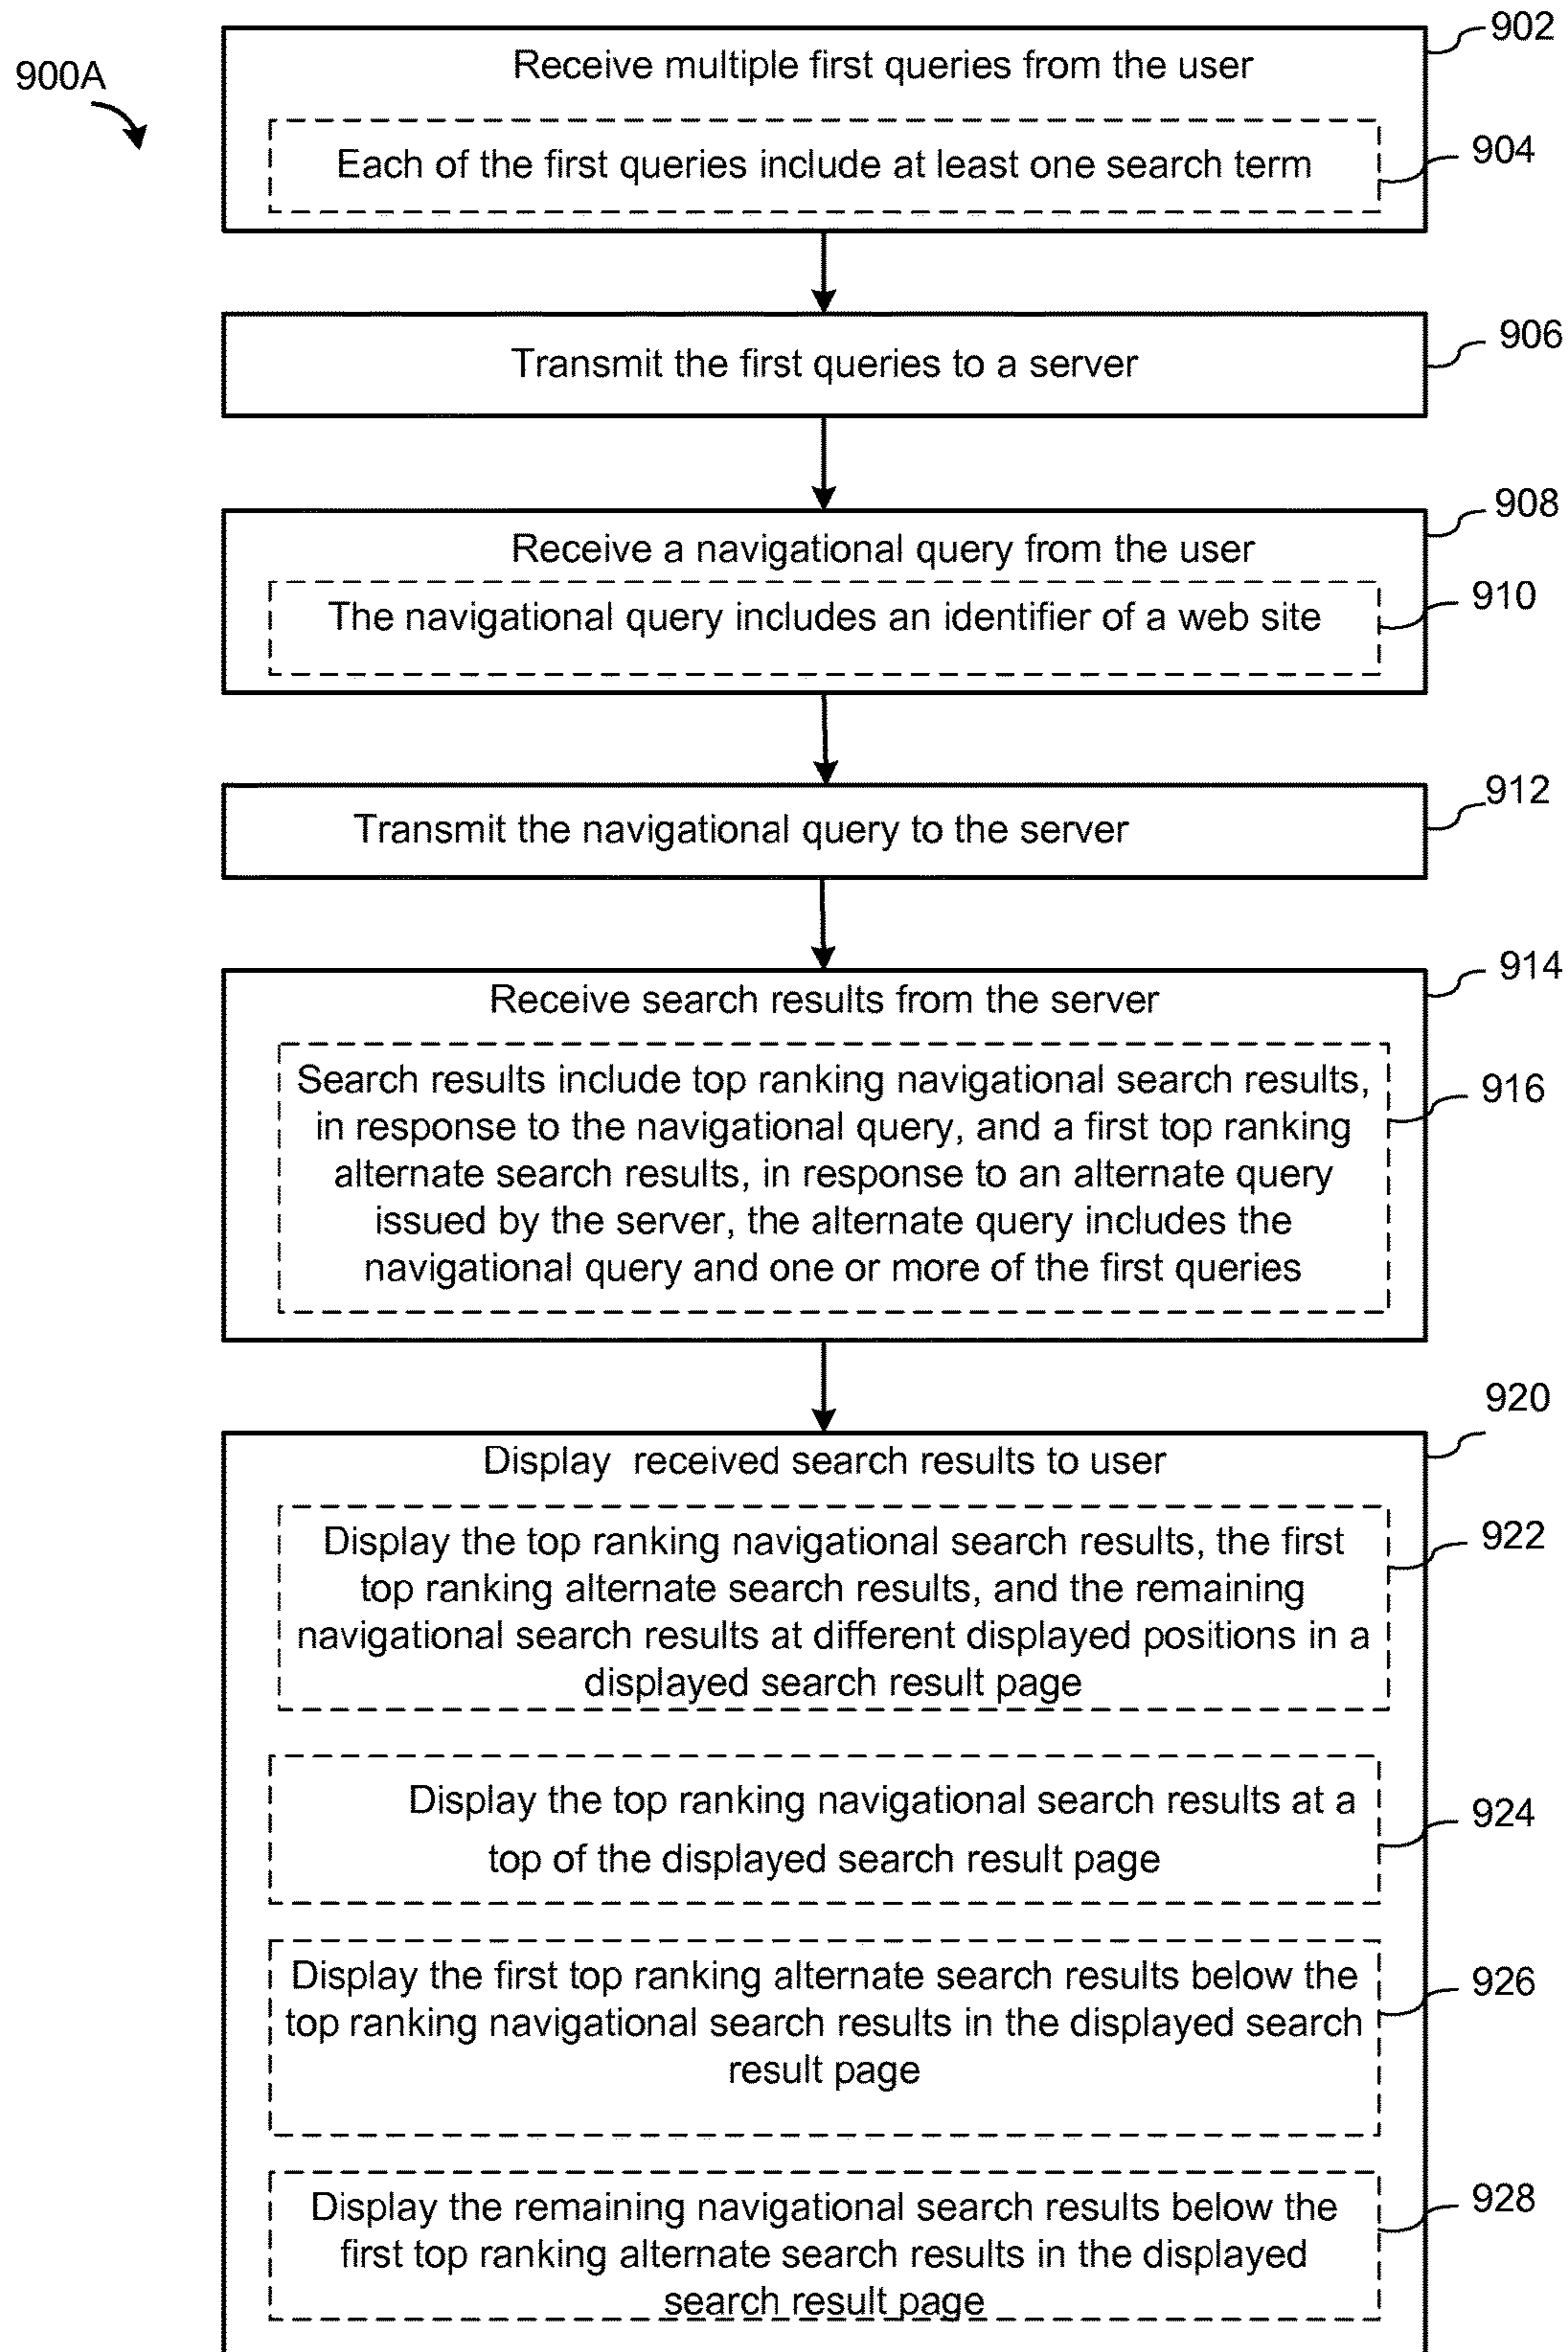 900A
902
Receive multiple first queries from the user
904
Each of the first queries include at least one search term
906
Transmit the first queries to a server
908
Receive a navigational query from the user
910
The navigational query includes an identifier of a web site
912
Transmit the navigational query to the server
914
Receive search results from the server
916
Search results include top ranking navigational search results,
in response to the navigational query, and a first top ranking
alternate search results, in response to an alternate query
issued by the server, the alternate query includes the
navigational query and one or more of the first queries
920
Display received search results to user
922
Display the top ranking navigational search results, the first
top ranking alternate search results, and the remaining
navigational search results at different displayed positions in a
displayed search result page
924
Display the top ranking navigational search results at a
top of the displayed search result page
926
Display the first top ranking alternate search results below the
top ranking navigational search results in the displayed search
result page
928
Display the remaining navigational search results below the
first top ranking alternate search results in the displayed
search result page